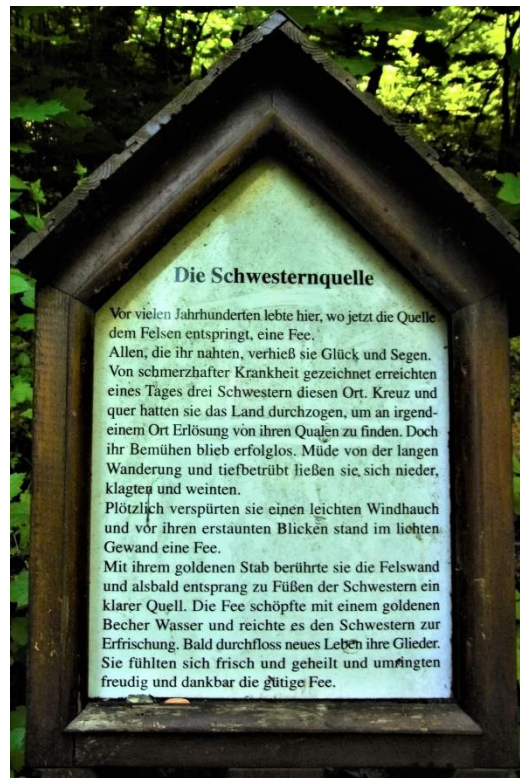 Die Schwesternquelle
Vor vielen Jahrhunderten lebte hier, wo jetzt die Quelle
dem Felsen entspringt, eine Fee.
Allen, die ihr nahten, verhieß sie Glück und Segen.
Von schmerzhafter Krankheit gezeichnet erreichten
eines Tages drei Schwestern diesen Ort. Kreuz und
quer hatten sie das Land durchzogen, um an irgend-
einem Ort Erlösung von ihren Qualen zu finden. Doch
ihr Bemühen blieb erfolglos. Müde von der langen
Wanderung und tiefbetrübt ließen sie sich nieder,
klagten und weinten.
Plötzlich verspürten sie einen leichten Windhauch
und vor ihren erstaunten Blicken stand im lichten
Gewand eine Fee.
Mit ihrem goldenen Stab berührte sie die Felswand
und alsbald entsprang zu Füßen der Schwestern ein
klarer Quell. Die Fee schöpfte mit einem goldenen
Becher Wasser und reichte es den Schwestern zur
Erfrischung. Bald durchfloss neues Leben ihre Glieder.
Sie fühlten sich frisch und geheilt und umringten
freudig und dankbar die gütige Fee.